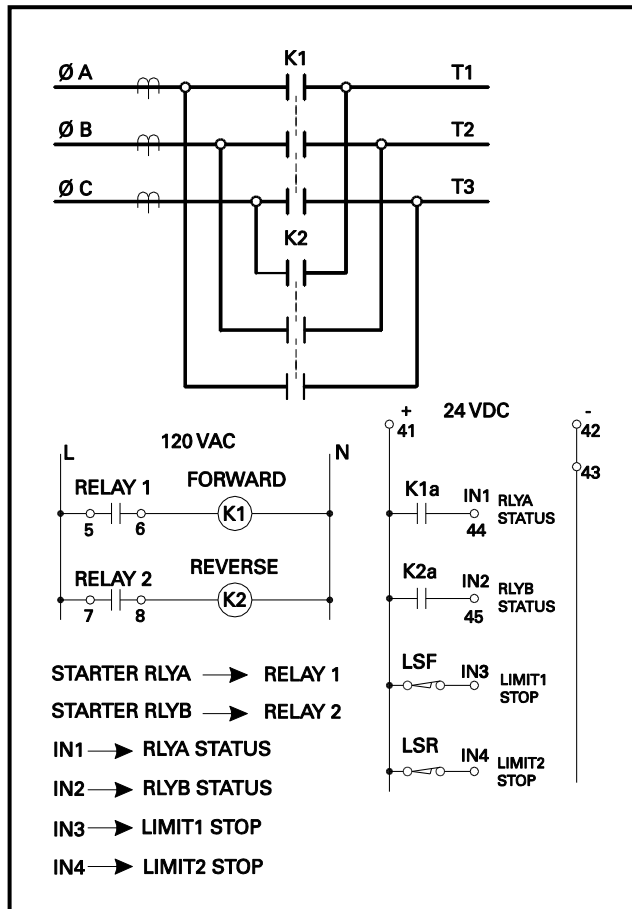 K1
Ø A T1
Ø B T2
Ø C T3
K2
+ 24 VDC -
41 42
43
120 VAC
L N
RELAY 1 FORWARD
5 6 K1
RELAY 2 REVERSE
7 8 K2
K1a IN1 RLYA
STATUS
44
K2a IN2 RLYB
STATUS
45
LSF IN3 LIMIT1
STOP
LSR IN4 LIMIT2
STOP
STARTER RLYA → RELAY 1
STARTER RLYB → RELAY 2
IN1 → RLYA STATUS
IN2 → RLYB STATUS
IN3 → LIMIT1 STOP
IN4 → LIMIT2 STOP